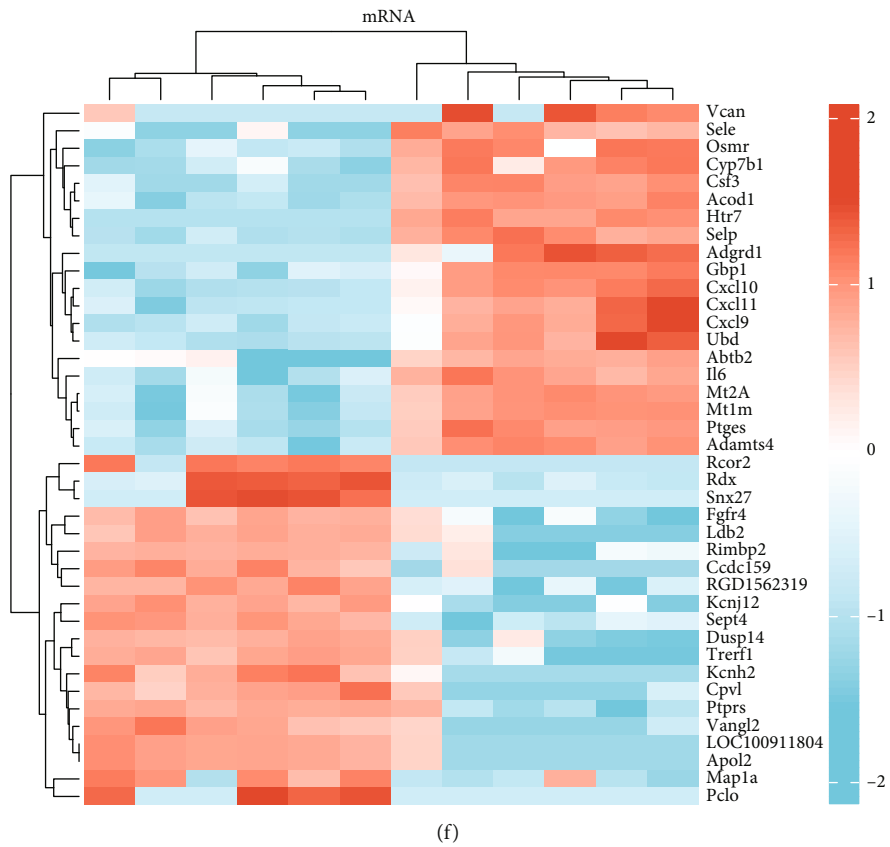 mRNA
Vcan
Sele
Osmr
Cyp7b1
Csf3
Acod1
Htr7
Selp
Adgrd1
Gbp1
Cxcl10
Cxcl11
Cxcl9
Ubd
Abtb2
Il6
Mt2A
Mt1m
Ptges
Adamts4
Rcor2
Rdx
Snx27
Fgfr4
Ldb2
Rimbp2
Ccdc159
RGD1562319
Kcnj12
Sept4
Dusp14
Trerf1
Kcnh2
Cpvl
Ptprs
Vangl2
LOC100911804
Apol2
Map1a
Pclo
2
1
0
−1
−2
(f)